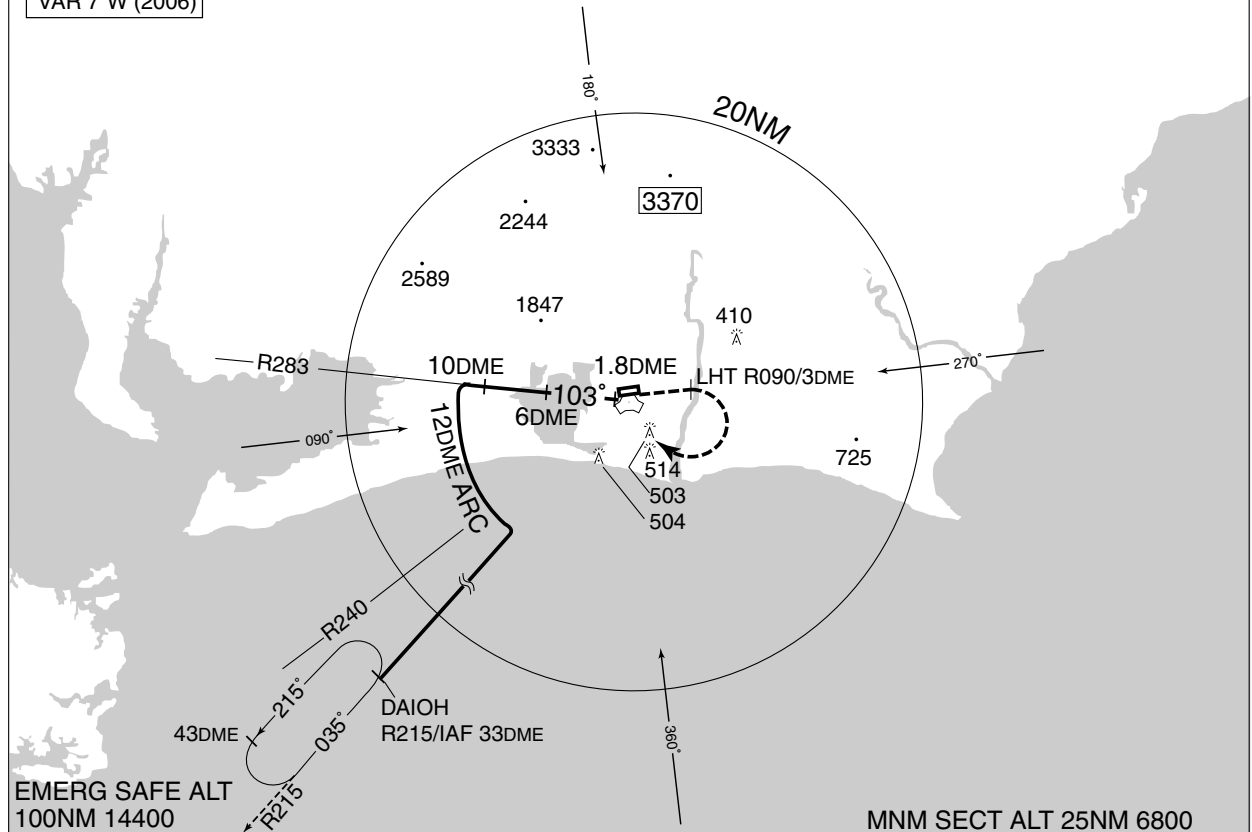 VAR 7°W (2006)
180°
20NM
3333
3370
2244
2589
1847
410
R283
10DME
1.8DME
270°
LHT R090/3DME
103°
6DME
090°
12DME ARC
725
514
503
504
R240
215°
035°
DAIOH
R215/IAF 33DME
43DME
360°
R215
EMERG SAFE ALT
100NM 14400
MNM SECT ALT 25NM 6800